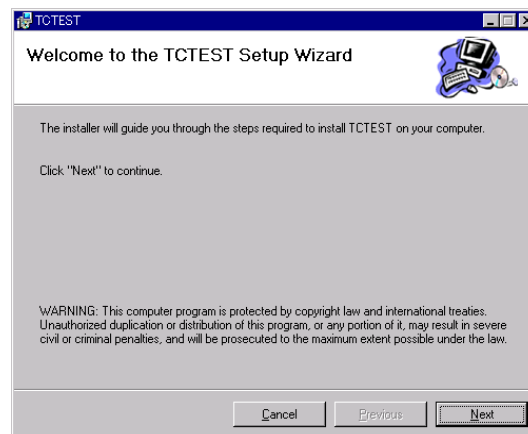 TCTEST
Welcome to the TCTEST Setup Wizard
The installer will guide you through the steps required to install TCTEST on your computer.
Click "Next" to continue.
WARNING: This computer program is protected by copyright law and international treaties.
Unauthorized duplication or distribution of this program, or any portion of it, may result in severe
civil or criminal penalties, and will be prosecuted to the maximum extent possible under the law.
Cancel Previous Next